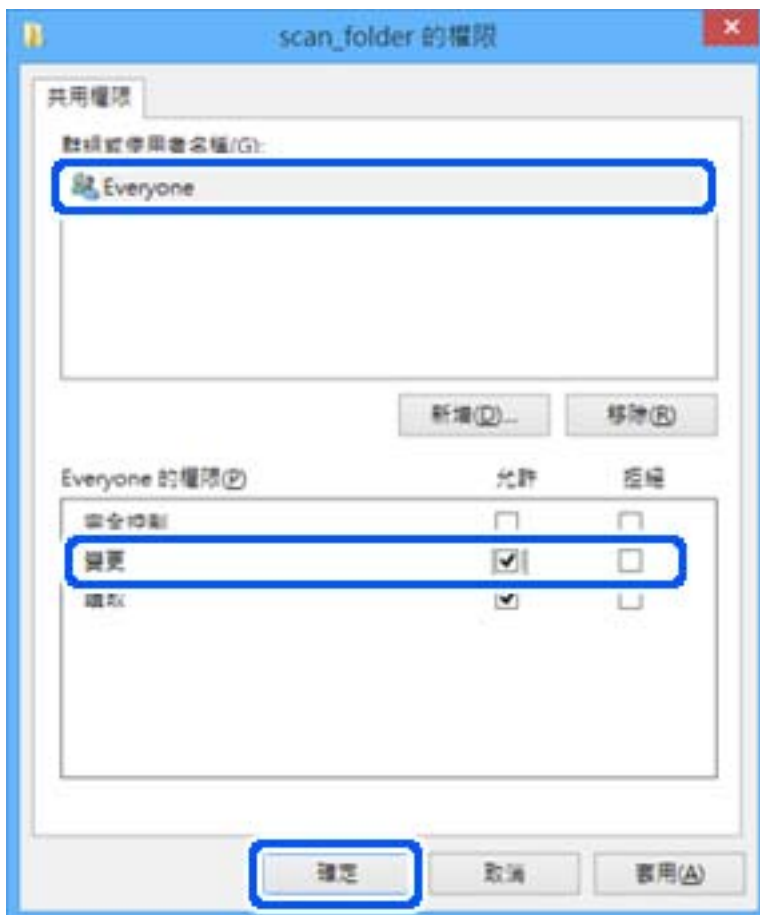 scan_folder 的權限
共用權限
群組或使用者名稱(G):
Everyone
新增(D)... 移除(R)
Everyone 的權限(P) 允許 拒絕
完全控制
變更
讀取
確定 取消 套用(A)